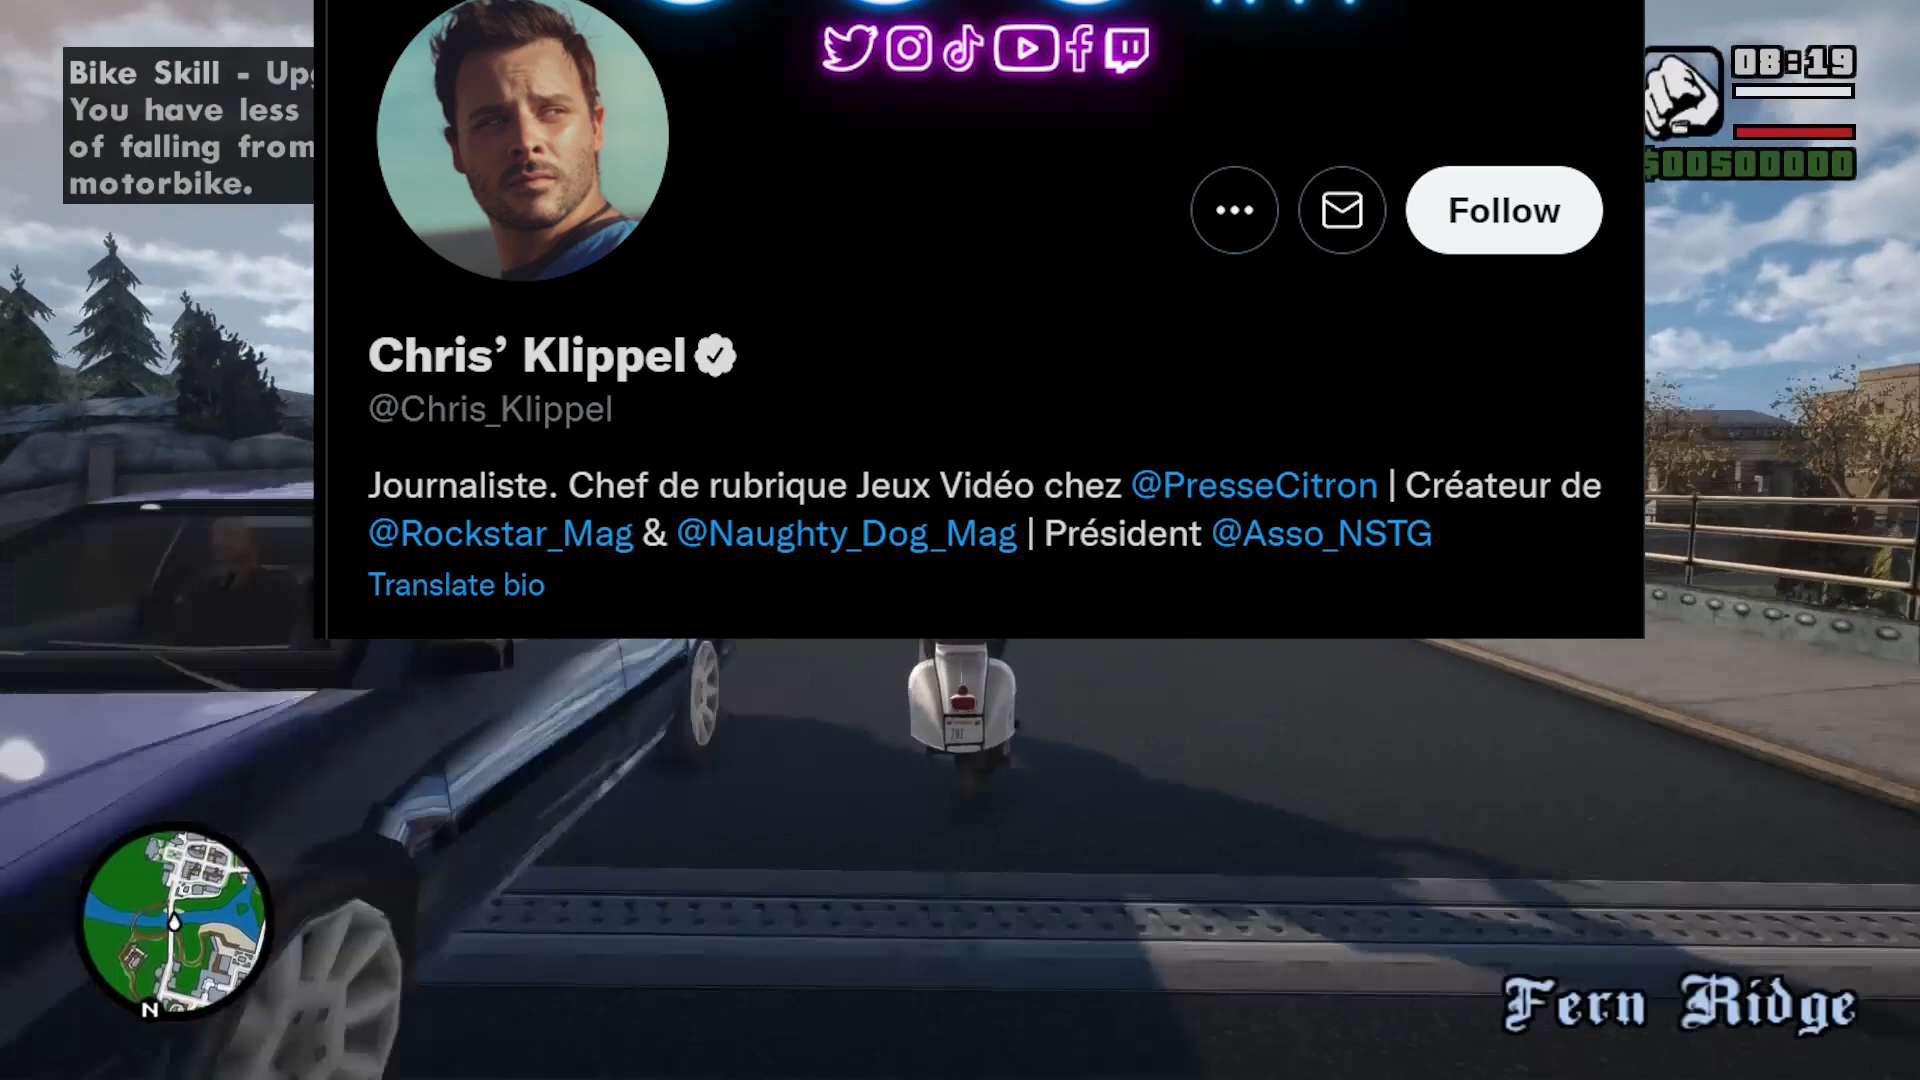 Bike Skill - Up
You have less
of falling from
motorbike.
08:19
$00500000
Follow
Chris’ Klippel
@Chris_Klippel
Journaliste. Chef de rubrique Jeux Vidéo chez @PresseCitron | Créateur de
@Rockstar_Mag & @Naughty_Dog_Mag | Président @Asso_NSTG
Translate bio
N
Fern Ridge